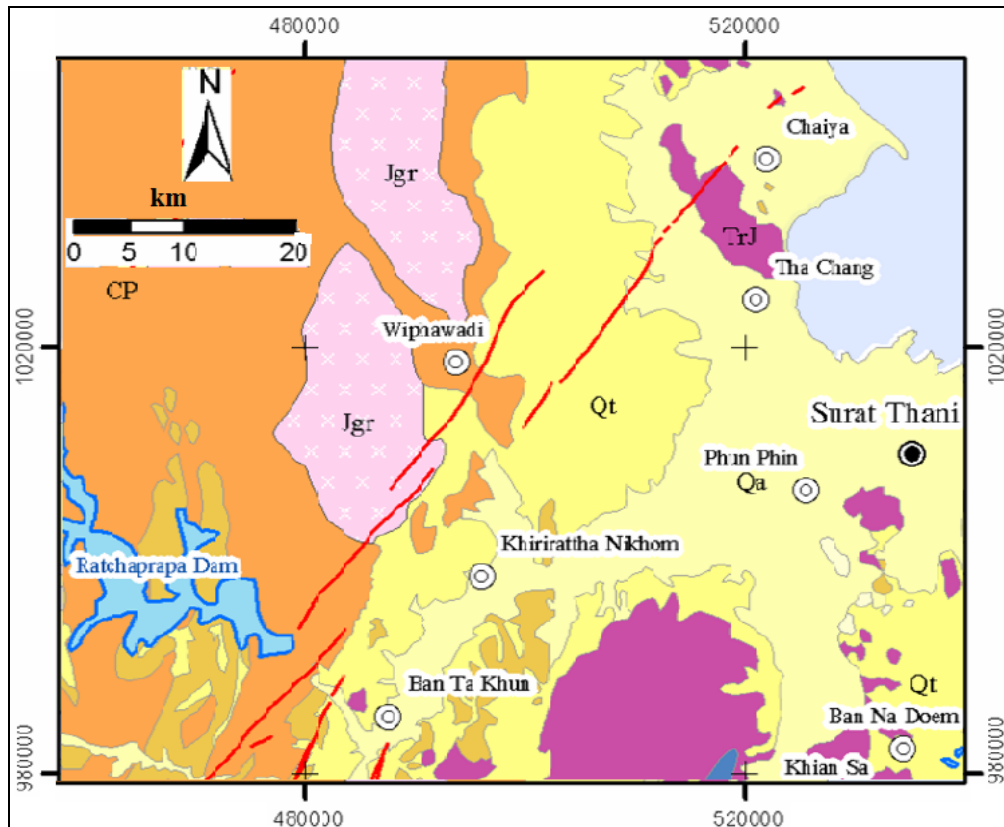 480000
520000
N
km
0 5 10 20
CP
Jgr
Chaiya
TrJ
Tha Chang
Wiphawadi
1020000
1020000
Jgr
Qt
Surat Thani
Phun Phin
Qa
Khirirattha Nikhom
Ratchaprapa Dam
Ban Ta Khun
Qt
Ban Na Doem
Khian Sa
980000
980000
480000
520000